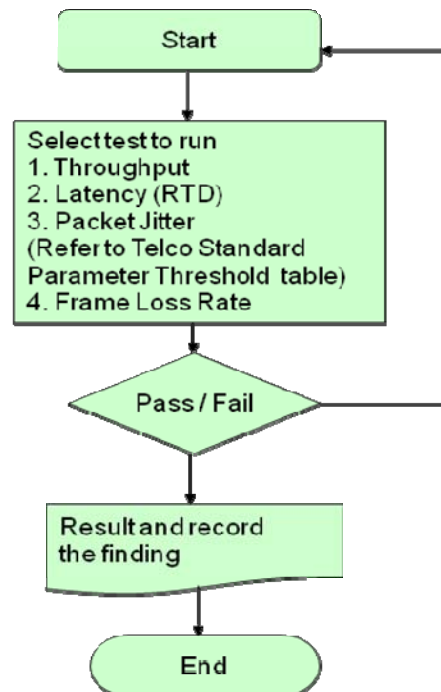 Start
Select test to run
1. Throughput
2. Latency (RTD)
3. Packet Jitter
(Refer to Telco Standard
Parameter Threshold table)
4. Frame Loss Rate
Pass / Fail
Result and record
the finding
End